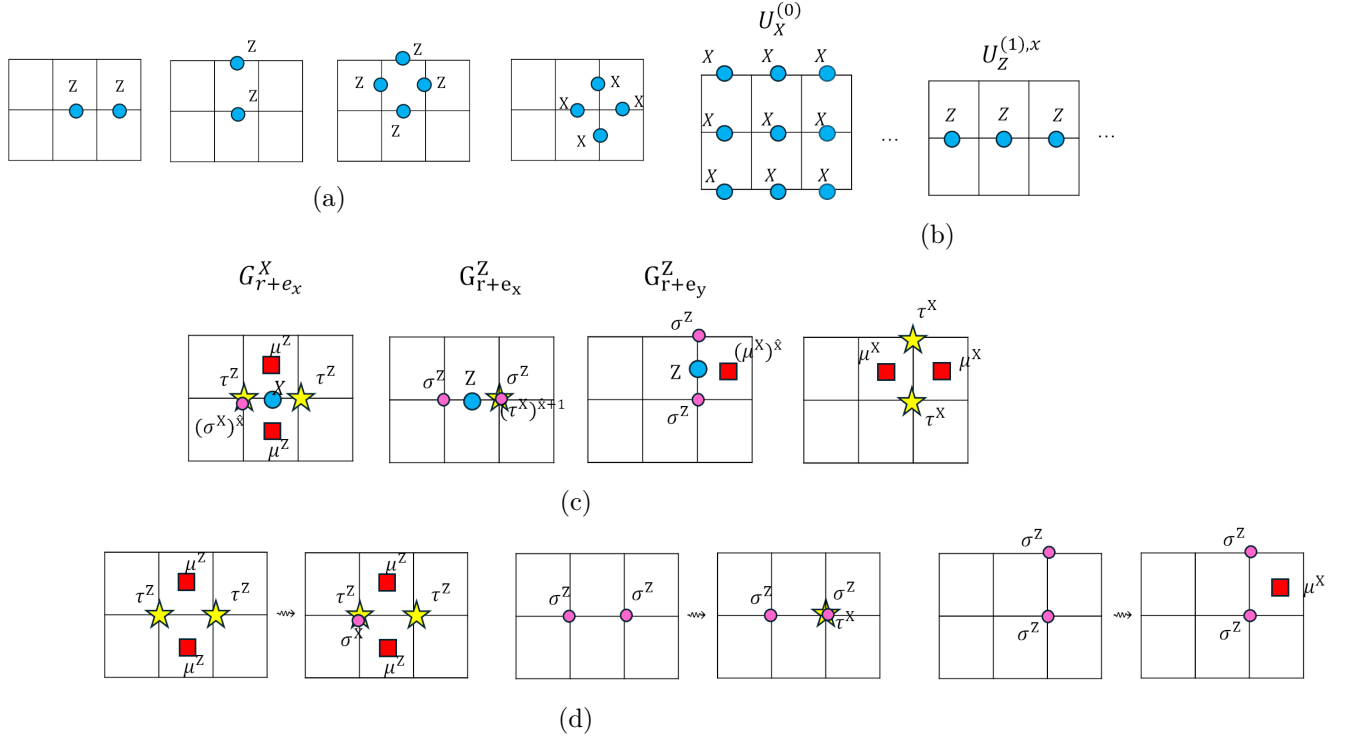 Z Z
Z
Z
Z
Z Z
Z
X
X X
X
(a)
U_X^{(0)}
X X X
X X X
X X X
...
U_Z^{(1),x}
Z Z Z
...
(b)
G^X_{r+e_x}
μ^Z
τ^Z X τ^Z
(σ^X)^{x̂}
μ^Z
G^Z_{r+e_x}
σ^Z Z σ^Z
(τ^X)^{x̂+1}
G^Z_{r+e_y}
σ^Z
(μ^X)^{x̂}
Z
σ^Z
τ^X
μ^X μ^X
τ^X
(c)
μ^Z
τ^Z τ^Z
μ^Z
⇝
μ^Z
τ^Z τ^Z
σ^X
μ^Z
σ^Z σ^Z
⇝
σ^Z σ^Z
τ^X
σ^Z
σ^Z
⇝
σ^Z
μ^X
σ^Z
(d)